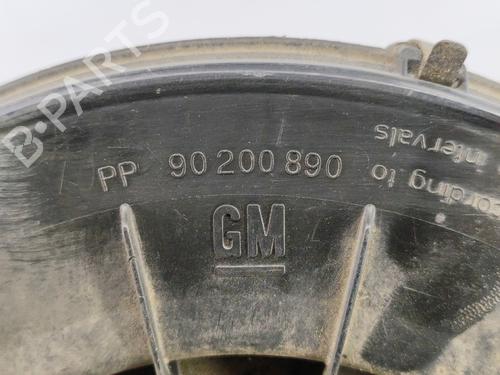 B-PARTS
PP 90 200 890
GM
ording to
intervals